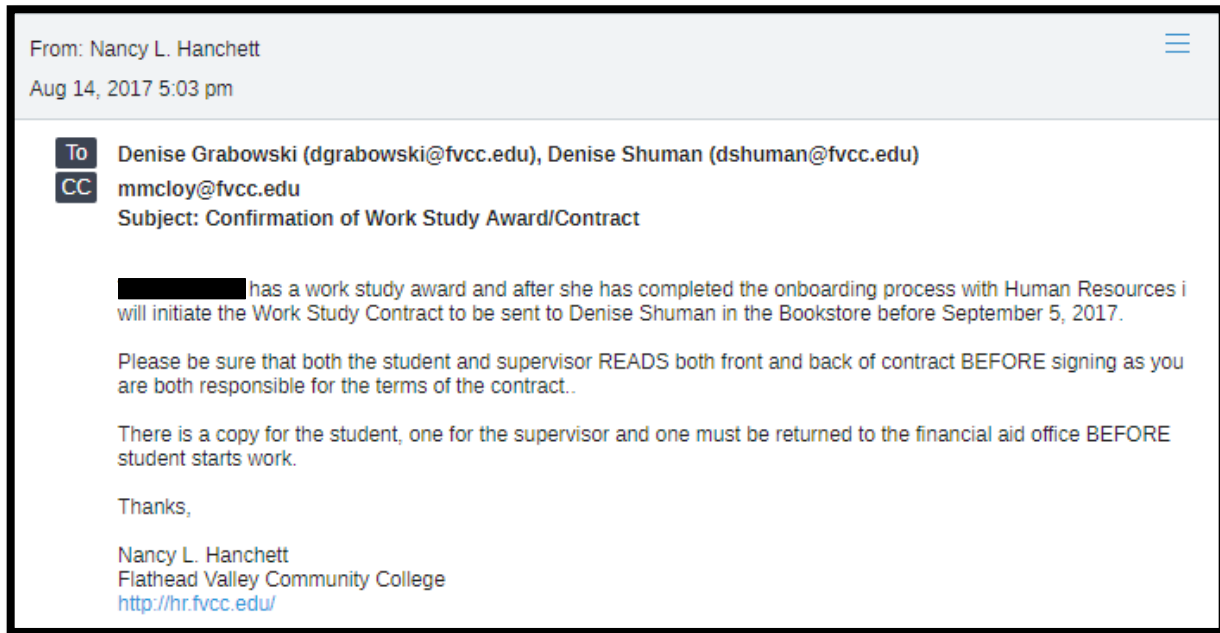 From: Nancy L. Hanchett
Aug 14, 2017 5:03 pm
To Denise Grabowski (dgrabowski@fvcc.edu), Denise Shuman (dshuman@fvcc.edu)
CC mmcloy@fvcc.edu
Subject: Confirmation of Work Study Award/Contract
has a work study award and after she has completed the onboarding process with Human Resources i
will initiate the Work Study Contract to be sent to Denise Shuman in the Bookstore before September 5, 2017.
Please be sure that both the student and supervisor READS both front and back of contract BEFORE signing as you
are both responsible for the terms of the contract..
There is a copy for the student, one for the supervisor and one must be returned to the financial aid office BEFORE
student starts work.
Thanks,
Nancy L. Hanchett
Flathead Valley Community College
http://hr.fvcc.edu/